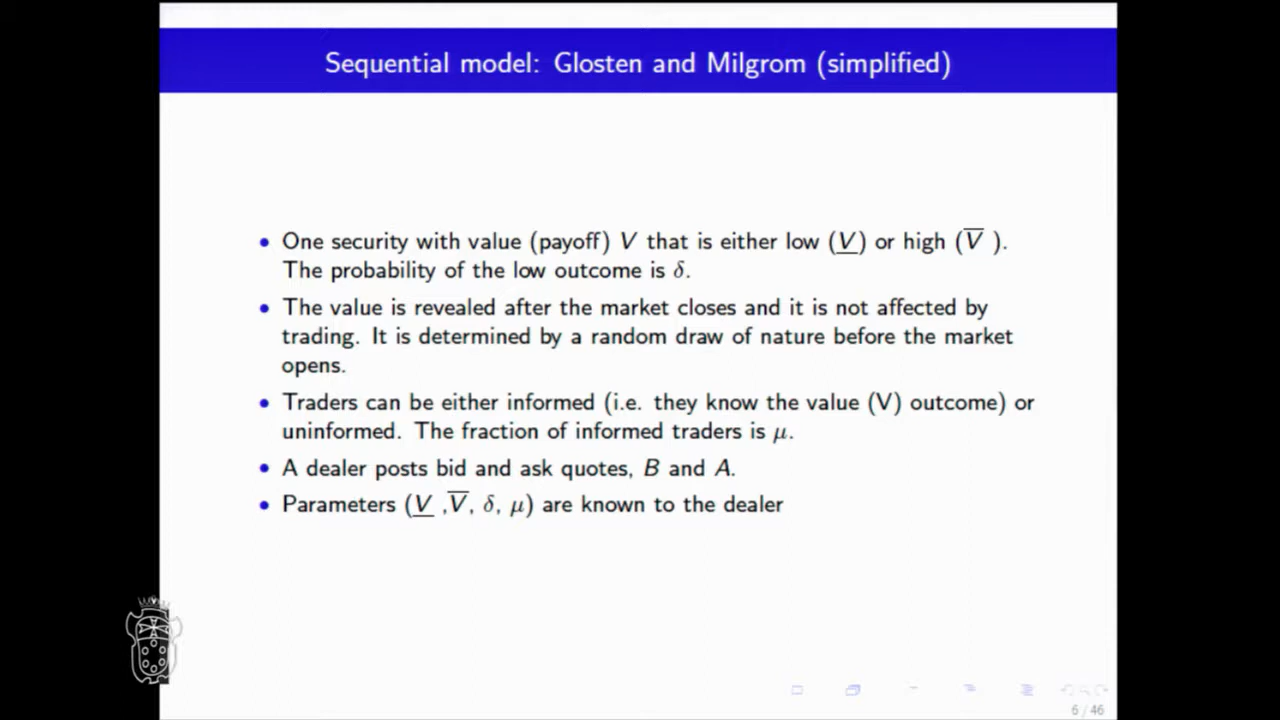 Sequential model: Glosten and Milgrom (simplified)
• One security with value (payoff) V that is either low (V̲) or high (V̅ ).
The probability of the low outcome is δ.
• The value is revealed after the market closes and it is not affected by
trading. It is determined by a random draw of nature before the market
opens.
• Traders can be either informed (i.e. they know the value (V) outcome) or
uninformed. The fraction of informed traders is μ.
• A dealer posts bid and ask quotes, B and A.
• Parameters (V̲ ,V̅, δ, μ) are known to the dealer
6 / 46